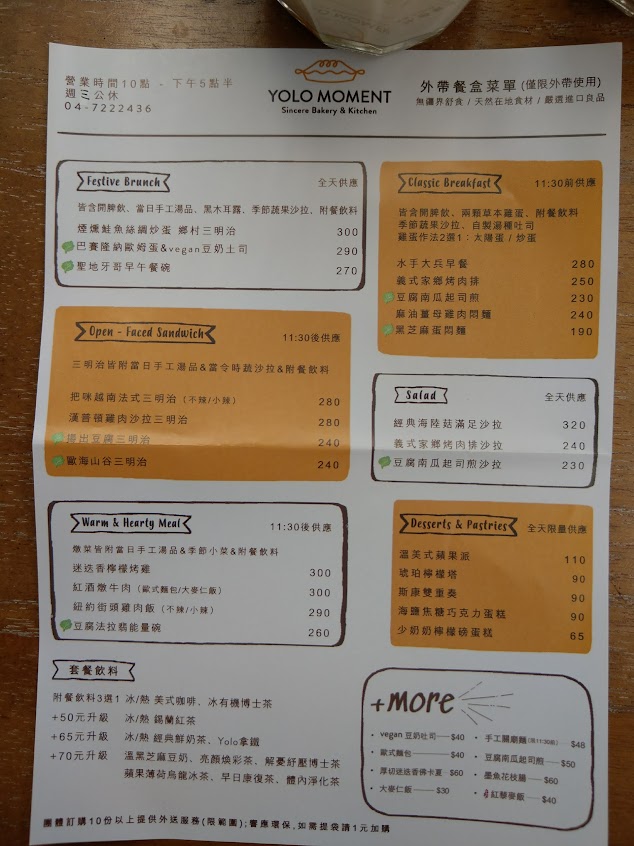 營業時間10點 - 下午5點半
週三公休
04-7222436
YOLO MOMENT
Sincere Bakery & Kitchen
外帶餐盒菜單 (僅限外帶使用)
無疆界舒食 / 天然在地食材 / 嚴選進口良品
Festive Brunch 全天供應
皆含開脾飲、當日手工湯品、黑木耳露、季節蔬果沙拉、附餐飲料
煙燻鮭魚絲綢炒蛋 鄉村三明治 300
巴賽隆納歐姆蛋&vegan豆奶土司 290
聖地牙哥早午餐碗 270
Classic Breakfast 11:30前供應
皆含開脾飲、兩顆草本雞蛋、附餐飲料
季節蔬果沙拉、自製湯種吐司
雞蛋作法2選1：太陽蛋 / 炒蛋
水手大兵早餐 280
義式家鄉烤肉排 250
豆腐南瓜起司煎 230
麻油薑母雞肉悶麵 240
黑芝麻蛋悶麵 190
Open - Faced Sandwich 11:30後供應
三明治皆附當日手工湯品&當令時蔬沙拉&附餐飲料
把咪越南法式三明治 (不辣/小辣) 280
漢普頓雞肉沙拉三明治 280
出豆腐三明治 240
歐海山谷三明治 240
Salad 全天供應
經典海陸菇滿足沙拉 320
義式家鄉烤肉排沙拉 240
豆腐南瓜起司煎沙拉 230
Warm & Hearty Meal 11:30後供應
燉菜皆附當日手工湯品&季節小菜&附餐飲料
迷迭香檸檬烤雞 300
紅酒燉牛肉 (歐式麵包/大麥仁飯) 300
紐約街頭雞肉飯 (不辣/小辣) 290
豆腐法拉翡能量碗 260
Desserts & Pastries 全天限量供應
溫美式蘋果派 110
琥珀檸檬塔 90
斯康雙重奏 90
海鹽焦糖巧克力蛋糕 90
少奶奶檸檬磅蛋糕 65
套餐飲料
附餐飲料3選1 冰/熱 美式咖啡、冰有機博士茶
+50元升級 冰/熱 錫蘭紅茶
+65元升級 冰/熱 經典鮮奶茶、Yolo拿鐵
+70元升級 溫黑芝麻豆奶、亮顏煥彩茶、解憂紓壓博士茶
蘋果薄荷烏龍冰茶、早日康復茶、體內淨化茶
+more
• vegan 豆奶吐司 $40
• 歐式麵包 $40
• 厚切迷迭香佛卡夏 $60
• 大麥仁飯 $30
• 手工關廟麵 (限11:30後) $48
• 豆腐南瓜起司煎 $50
• 墨魚花枝腸 $60
• 紅藜麥飯 $40
團體訂購10份以上提供外送服務(限範圍);響應環保,如需提袋請1元加購